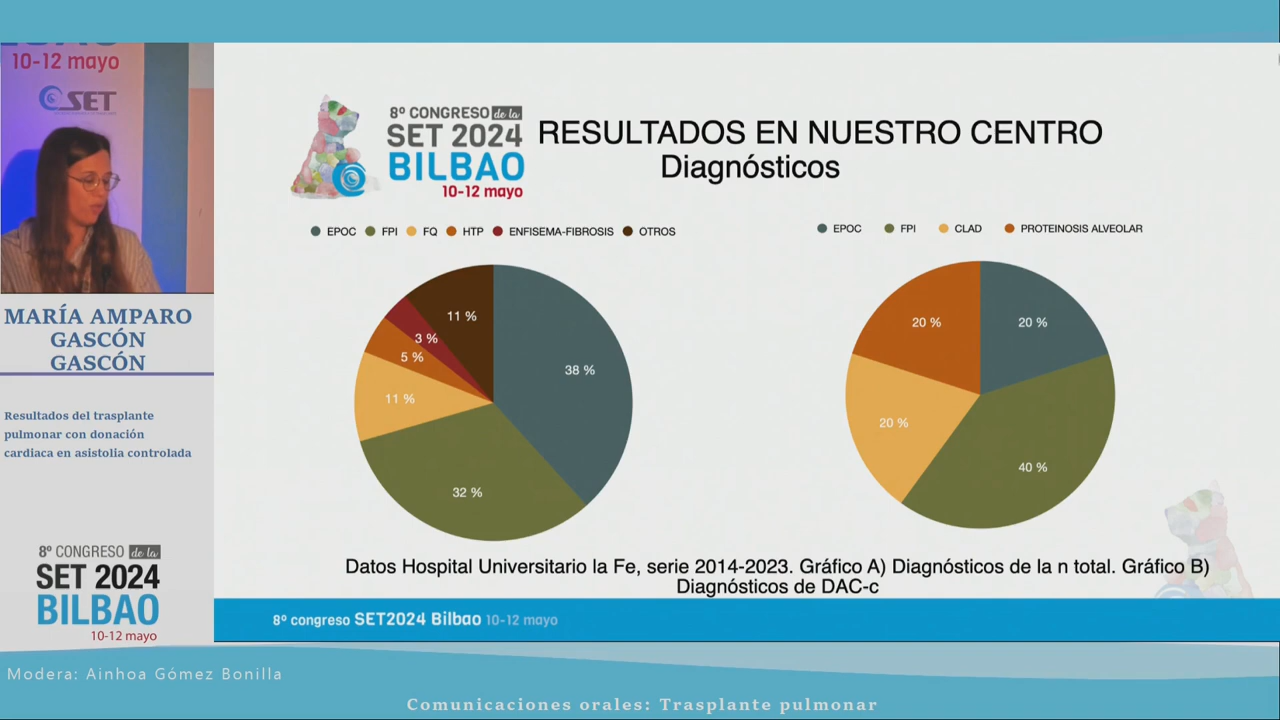 10-12 mayo
SET
MARÍA AMPARO
GASCÓN
GASCÓN
Resultados del trasplante
pulmonar con donación
cardiaca en asistolia controlada
8º CONGRESO de la
SET 2024
BILBAO
10-12 mayo
8º CONGRESO de la
SET 2024
BILBAO
10-12 mayo
RESULTADOS EN NUESTRO CENTRO
Diagnósticos
EPOC FPI FQ HTP ENFISEMA-FIBROSIS OTROS
11 %
3 %
5 %
38 %
11 %
32 %
EPOC FPI CLAD PROTEINOSIS ALVEOLAR
20 %
20 %
20 %
40 %
Datos Hospital Universitario la Fe, serie 2014-2023. Gráfico A) Diagnósticos de la n total. Gráfico B)
Diagnósticos de DAC-c
8º congreso SET2024 Bilbao 10-12 mayo
Modera: Ainhoa Gómez Bonilla
Comunicaciones orales: Trasplante pulmonar